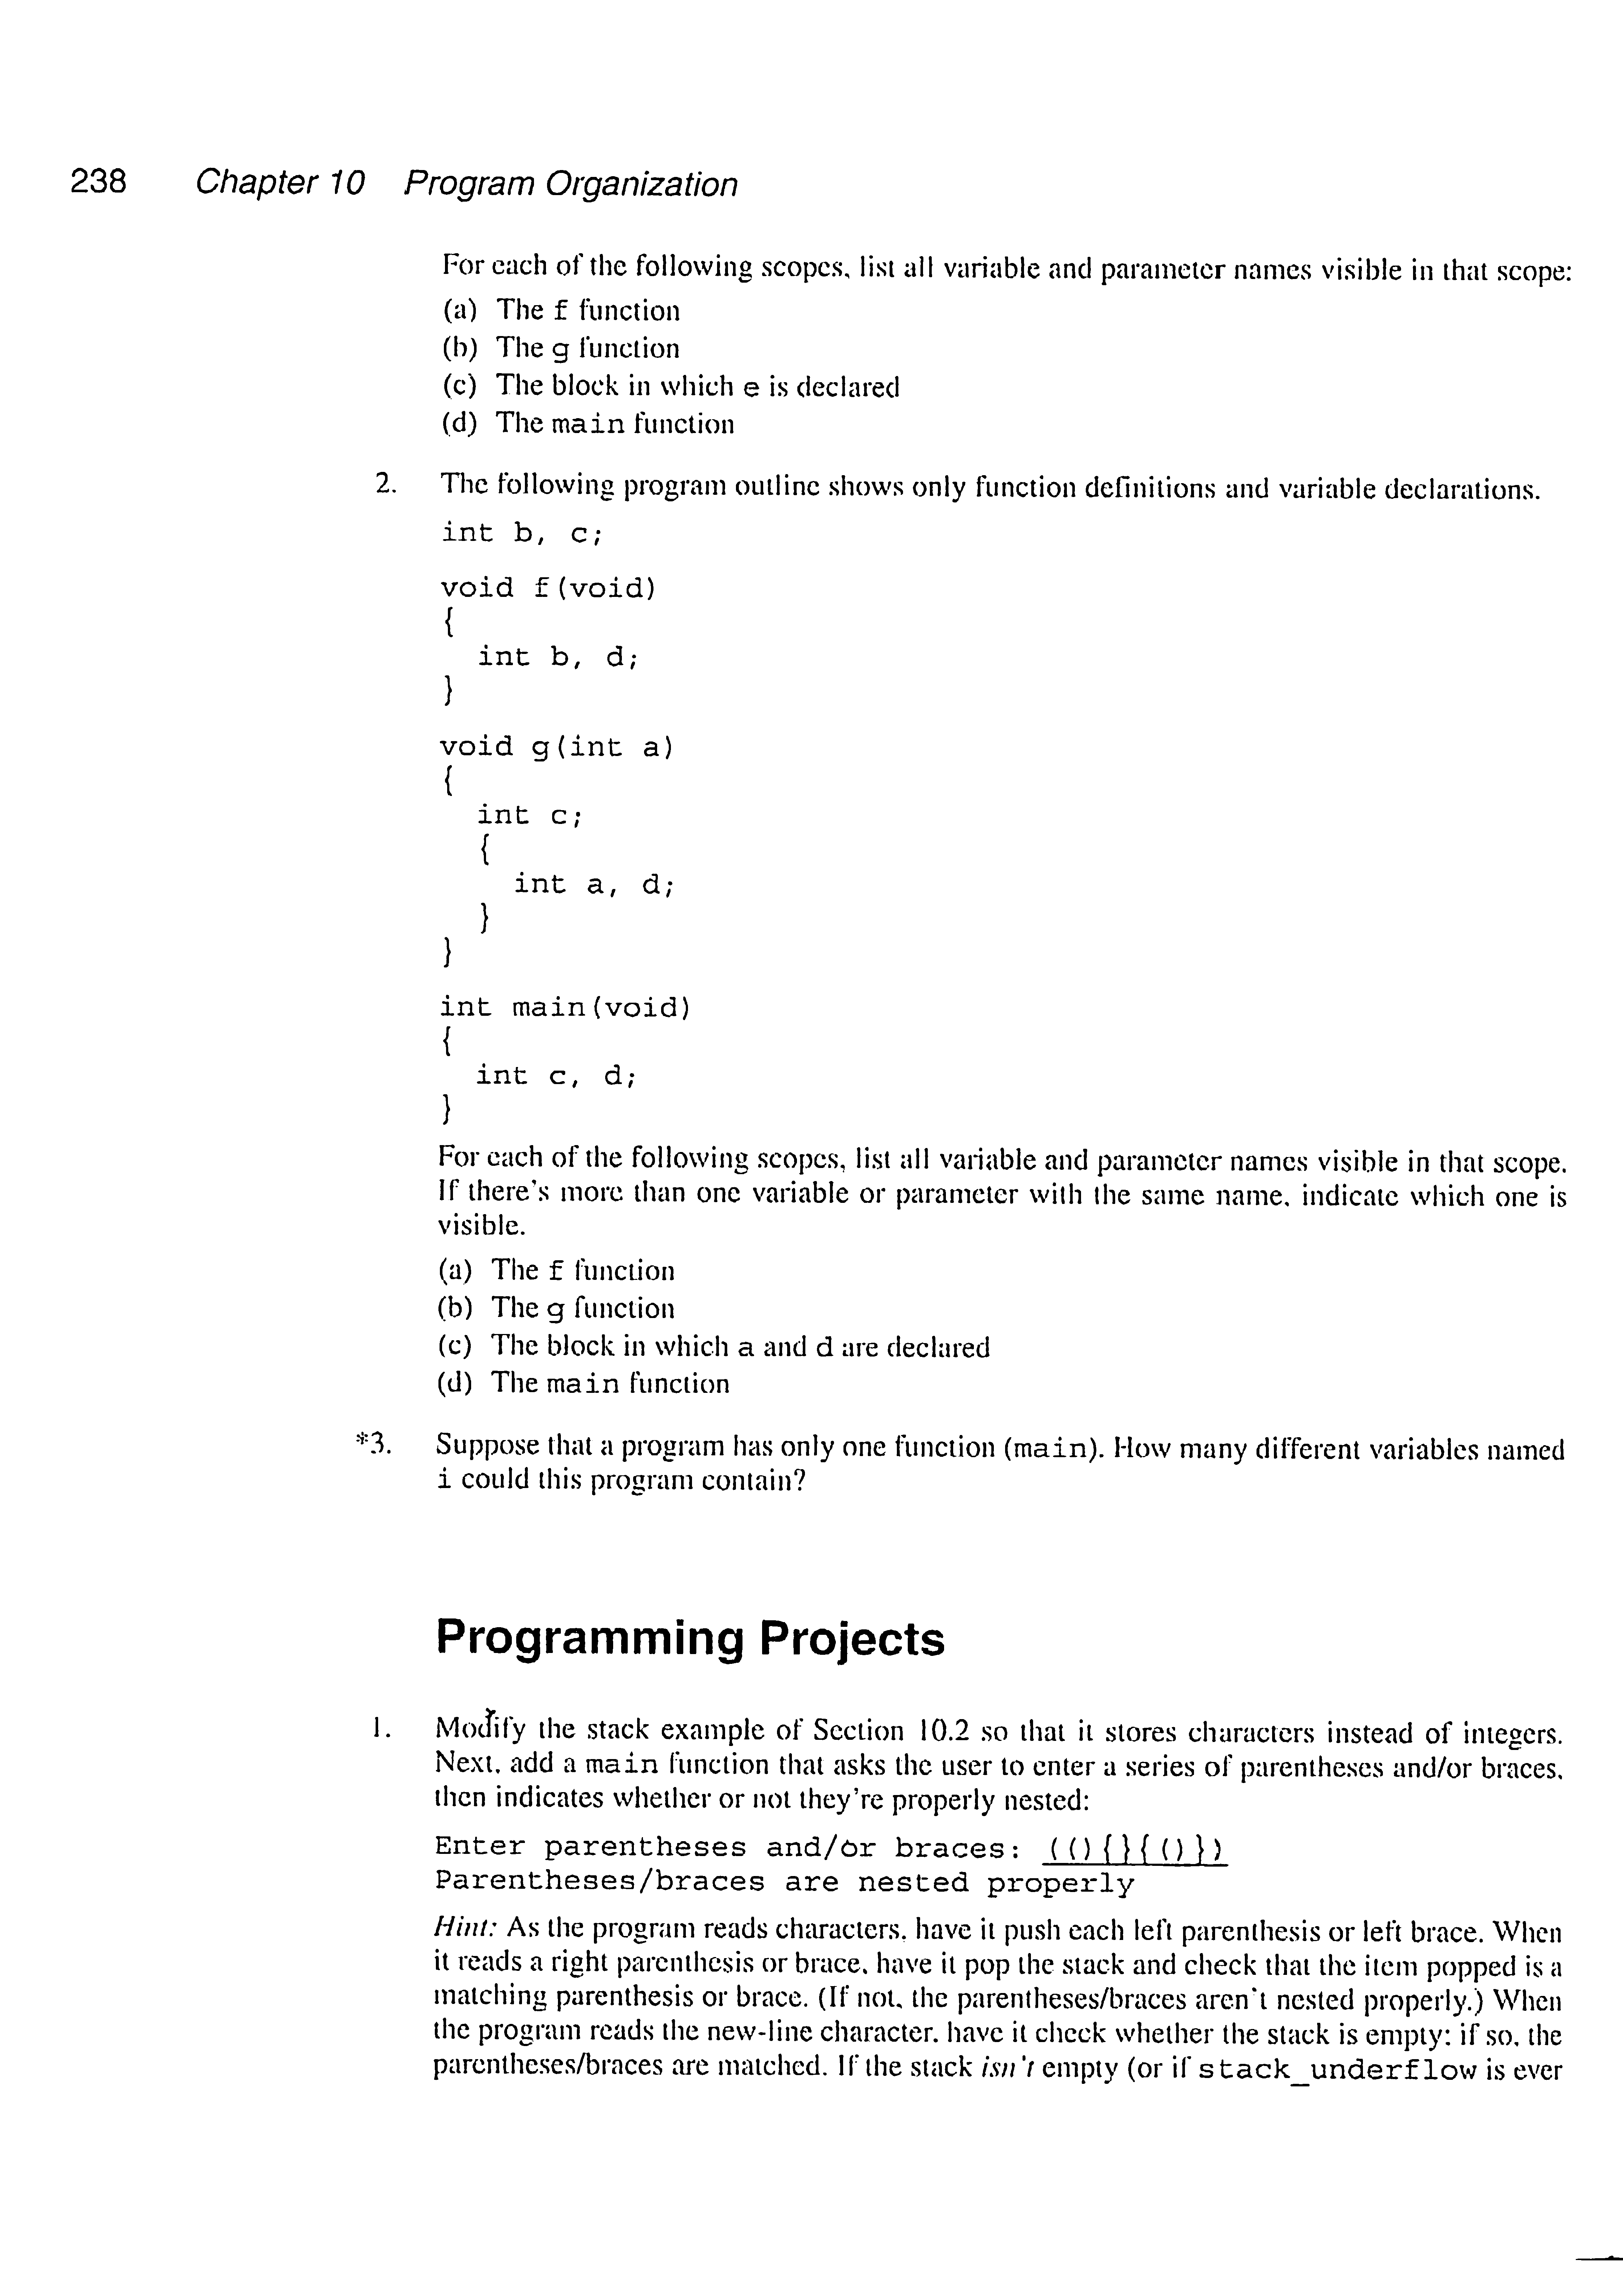 238 Chapter 10 Program Organization
For each of the following scopes, list all variable and parameter names visible in that scope:
(a) The f function
(b) The g function
(c) The block in which e is declared
(d) The main function
2. The following program outline shows only function definitions and variable declarations.
int b, c;
void f(void)
{
int b, d;
}
void g(int a)
{
int c;
{
int a, d;
}
}
int main(void)
{
int c, d;
}
For each of the following scopes, list all variable and parameter names visible in that scope.
If there's more than one variable or parameter with the same name, indicate which one is
visible.
(a) The f function
(b) The g function
(c) The block in which a and d are declared
(d) The main function
*3. Suppose that a program has only one function (main). How many different variables named
i could this program contain?
Programming Projects
1. Modify the stack example of Section 10.2 so that it stores characters instead of integers.
Next, add a main function that asks the user to enter a series of parentheses and/or braces,
then indicates whether or not they're properly nested:
Enter parentheses and/or braces: ((){}{()})
Parentheses/braces are nested properly
Hint: As the program reads characters, have it push each left parenthesis or left brace. When
it reads a right parenthesis or brace, have it pop the stack and check that the item popped is a
matching parenthesis or brace. (If not, the parentheses/braces aren't nested properly.) When
the program reads the new-line character, have it check whether the stack is empty; if so, the
parentheses/braces are matched. If the stack isn't empty (or if stack_underflow is ever